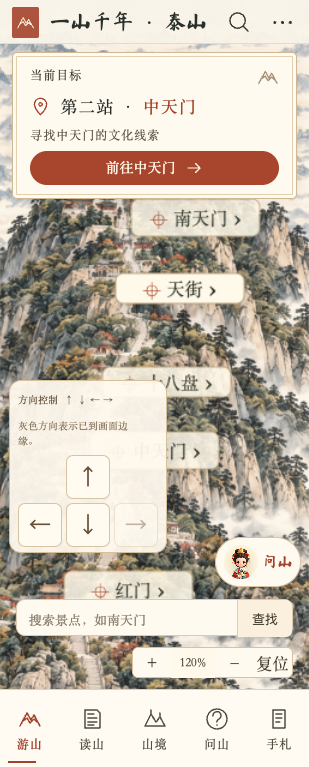 一山千年 · 泰山
当前目标
第二站 · 中天门
寻找中天门的文化线索
前往中天门 →
南天门 ›
天街 ›
十八盘 ›
方向控制 ↑ ↓ ← →
灰色方向表示已到画面边缘。
中天门 ›
↑
← ↓ →
问山
红门 ›
搜索景点，如南天门 查找
+ 120% − 复位
游山 读山 山境 问山 手札